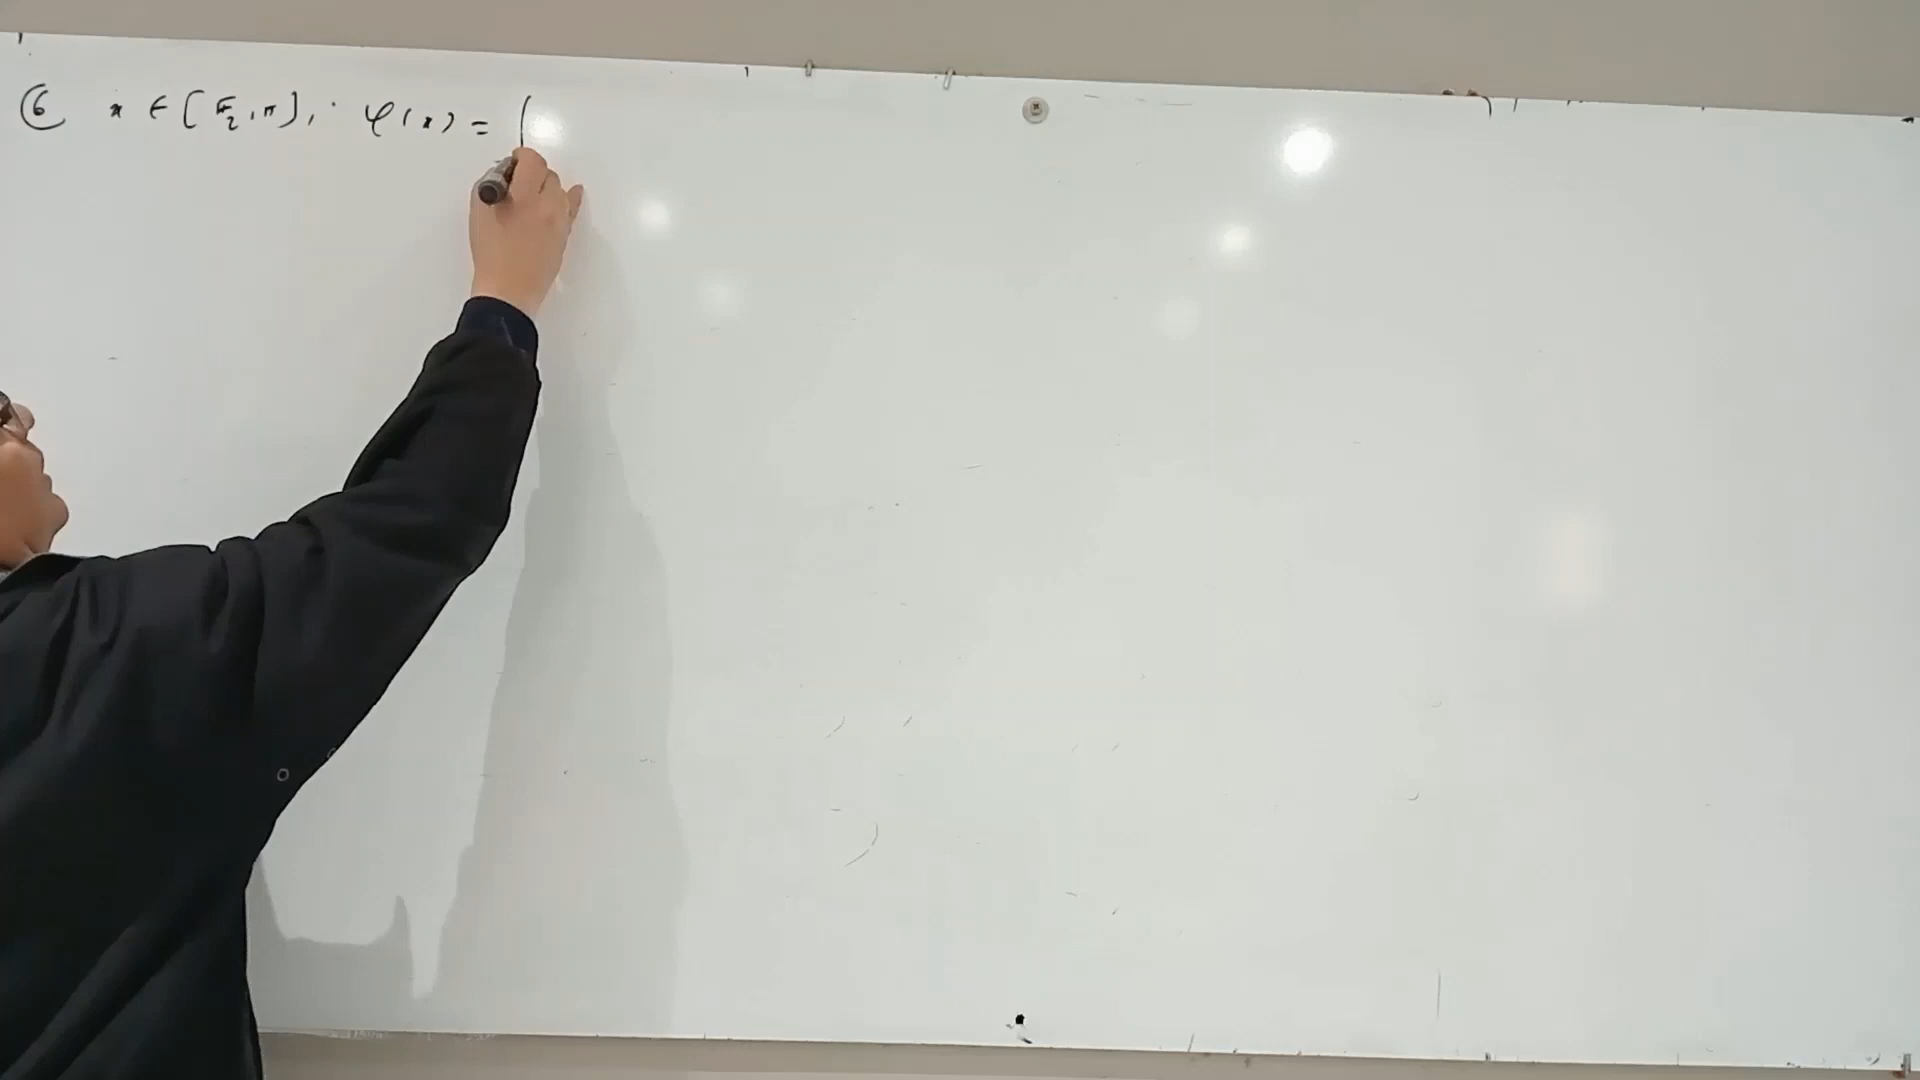 ⑥ x ∈ [π/2, π], φ(x) = (